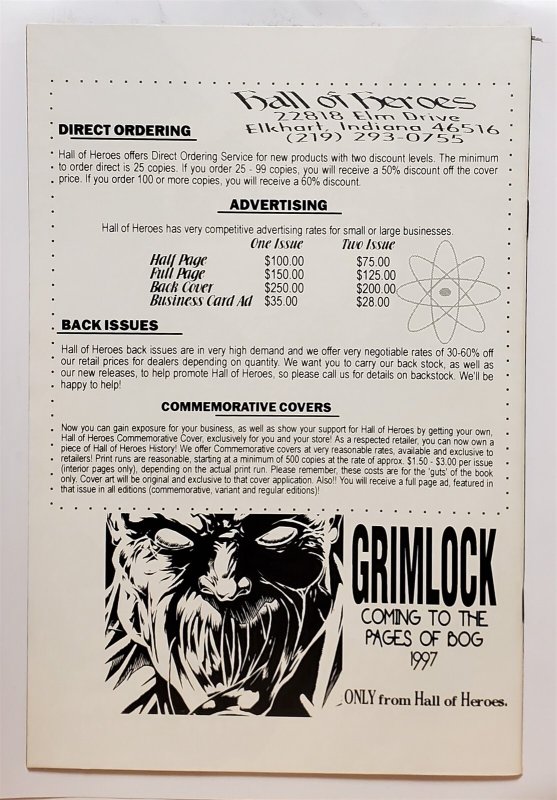 Hall of Heroes
22818 Elm Drive
Elkhart, Indiana 46516
(219) 293-0755
DIRECT ORDERING
Hall of Heroes offers Direct Ordering Service for new products with two discount levels. The minimum
to order direct is 25 copies. If you order 25 - 99 copies, you will receive a 50% discount off the cover
price. If you order 100 or more copies, you will receive a 60% discount.
ADVERTISING
Hall of Heroes has very competitive advertising rates for small or large businesses.
One Issue Two Issue
Half Page $100.00 $75.00
Full Page $150.00 $125.00
Back Cover $250.00 $200.00
Business Card Ad $35.00 $28.00
BACK ISSUES
Hall of Heroes back issues are in very high demand and we offer very negotiable rates of 30-60% off
our retail prices for dealers depending on quantity. We want you to carry our back stock, as well as
our new releases, to help promote Hall of Heroes, so please call us for details on backstock. We'll be
happy to help!
COMMEMORATIVE COVERS
Now you can gain exposure for your business, as well as show your support for Hall of Heroes by getting your own,
Hall of Heroes Commemorative Cover, exclusively for you and your store! As a respected retailer, you can now own a
piece of Hall of Heroes History! We offer Commemorative covers at very reasonable rates, available and exclusive to
retailers! Print runs are reasonable, starting at a minimum of 500 copies at the rate of approx. $1.50 - $3.00 per issue
(interior pages only), depending on the actual print run. Please remember, these costs are for the 'guts' of the book
only. Cover art will be original and exclusive to that cover application. Also!! You will receive a full page ad, featured in
that issue in all editions (commemorative, variant and regular editions)!
GRIMLOCK
COMING TO THE
PAGES OF BOG
1997
ONLY from Hall of Heroes.